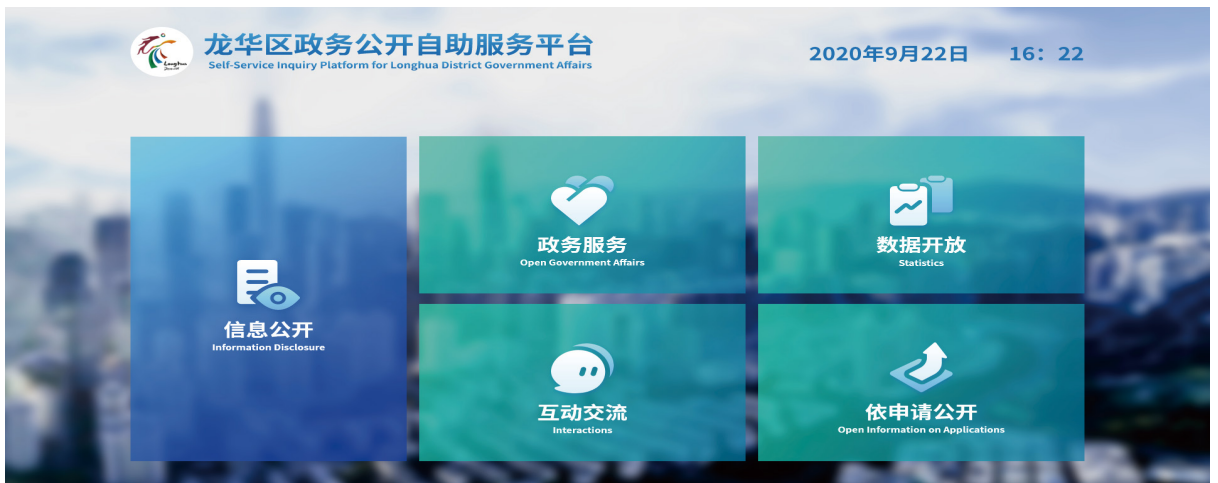 龙华区政务公开自助服务平台
Self-Service Inquiry Platform for Longhua District Government Affairs
Longhua
2020年9月22日 16：22
信息公开
Information Disclosure
政务服务
Open Government Affairs
数据开放
Statistics
互动交流
Interactions
依申请公开
Open Information on Applications